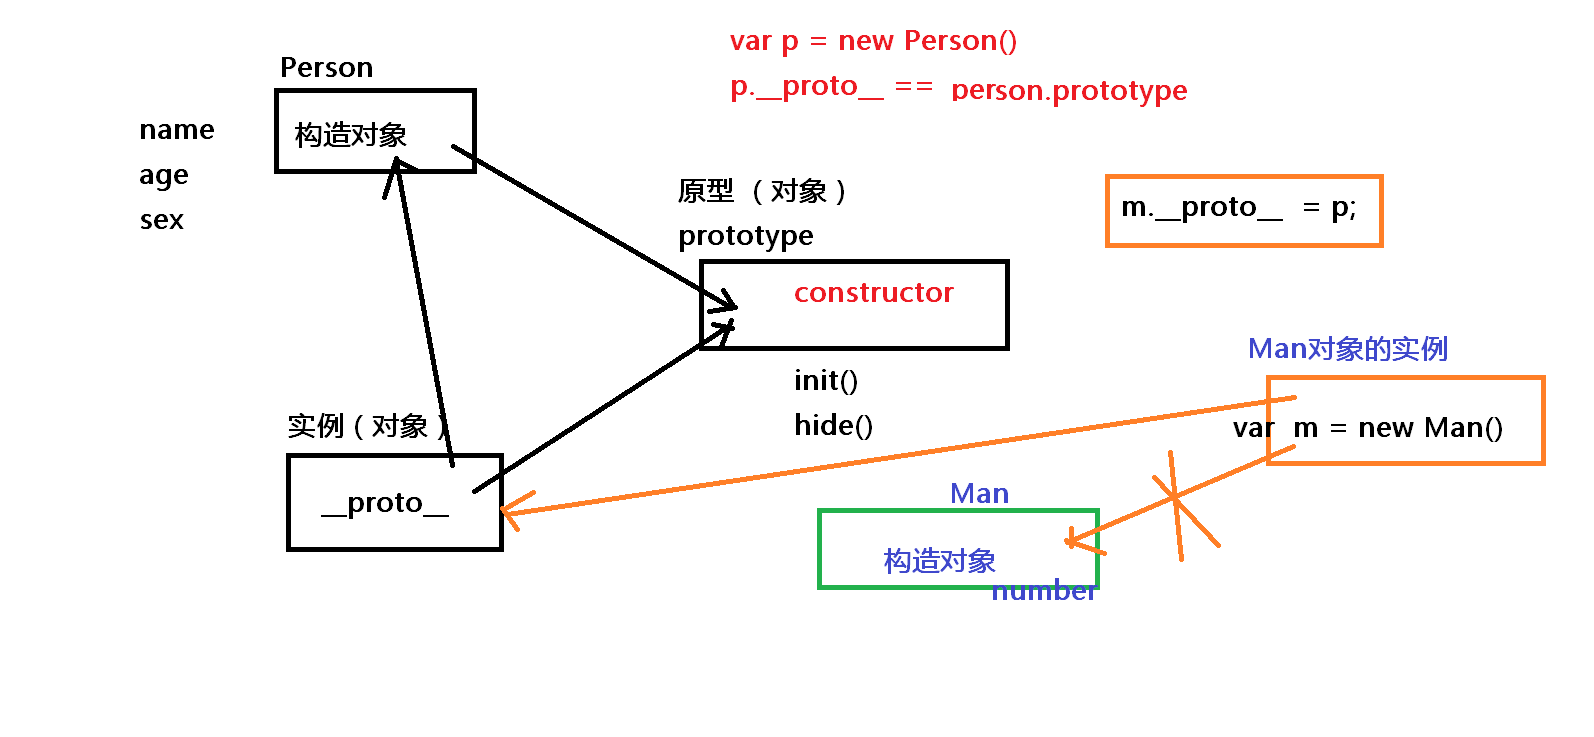 var p = new Person()
p.__proto__ == person.prototype
Person
构造对象
name
age
sex
原型 （对象）
prototype
constructor
init()
hide()
m.__proto__ = p;
Man对象的实例
var m = new Man()
实例（对象）
__proto__
Man
构造对象
number